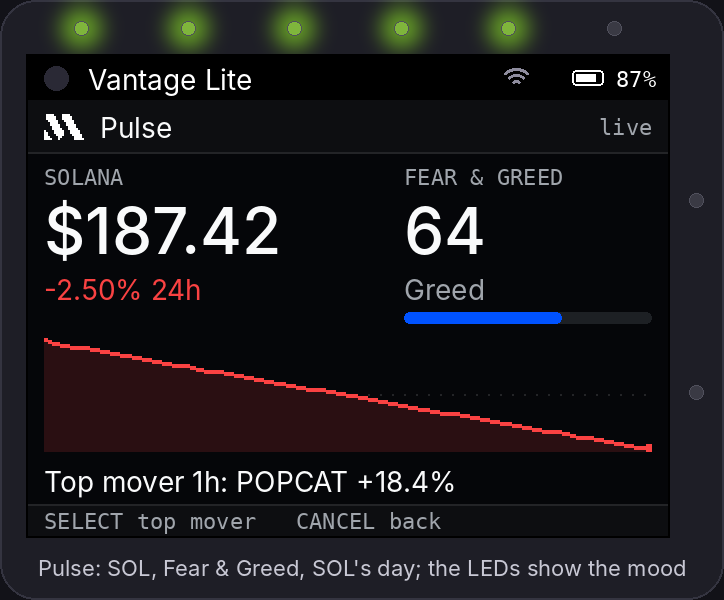 Vantage Lite 87%
Pulse live
SOLANA FEAR & GREED
$187.42 64
-2.50% 24h Greed
Top mover 1h: POPCAT +18.4%
SELECT top mover CANCEL back
Pulse: SOL, Fear & Greed, SOL's day; the LEDs show the mood